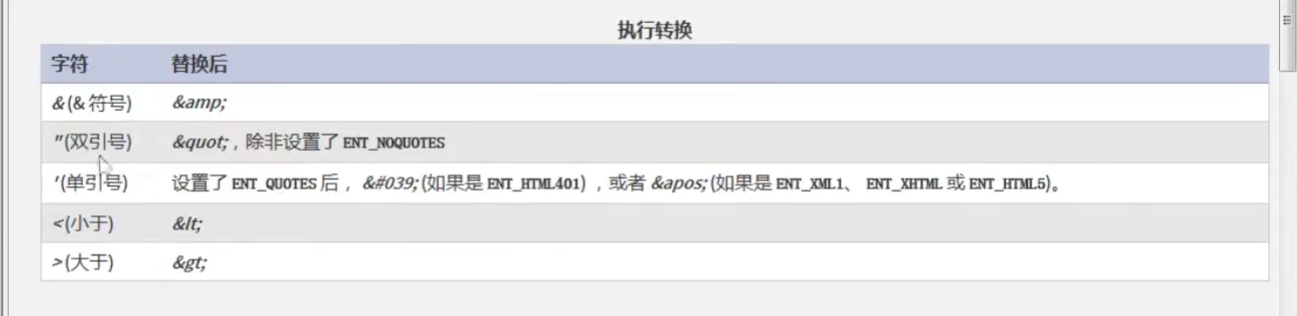 执行转换
字符 替换后
&(& 符号) &amp;
"(双引号) &quot;，除非设置了 ENT_NOQUOTES
'(单引号) 设置了 ENT_QUOTES 后， &#039; (如果是 ENT_HTML401) ，或者 &apos; (如果是 ENT_XML1、 ENT_XHTML 或 ENT_HTML5)。
<(小于) &lt;
>(大于) &gt;